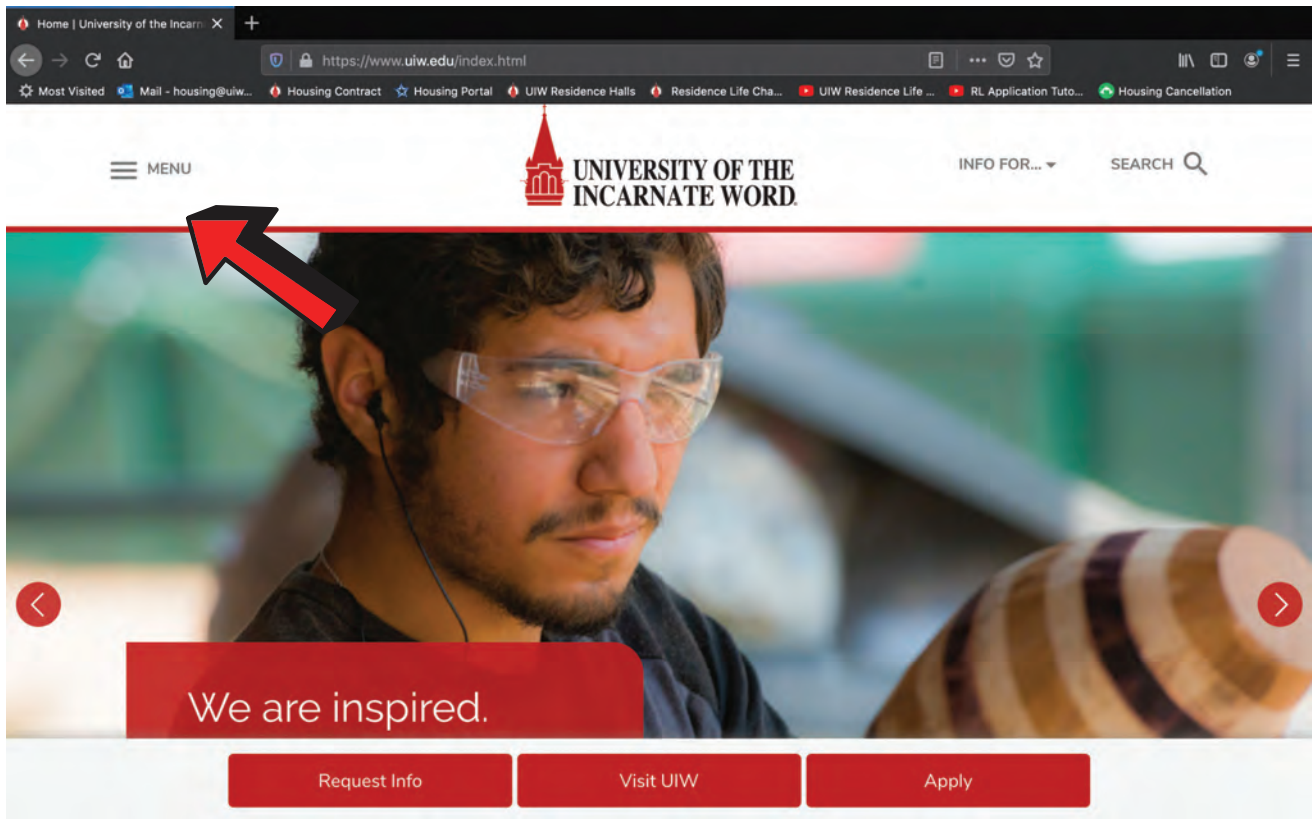 Home | University of the Incarn
https://www.uiw.edu/index.html
Most Visited Mail - housing@uiw... Housing Contract Housing Portal UIW Residence Halls Residence Life Cha... UIW Residence Life ... RL Application Tuto... Housing Cancellation
MENU
UNIVERSITY OF THE
INCARNATE WORD
INFO FOR... SEARCH
We are inspired.
Request Info Visit UIW Apply